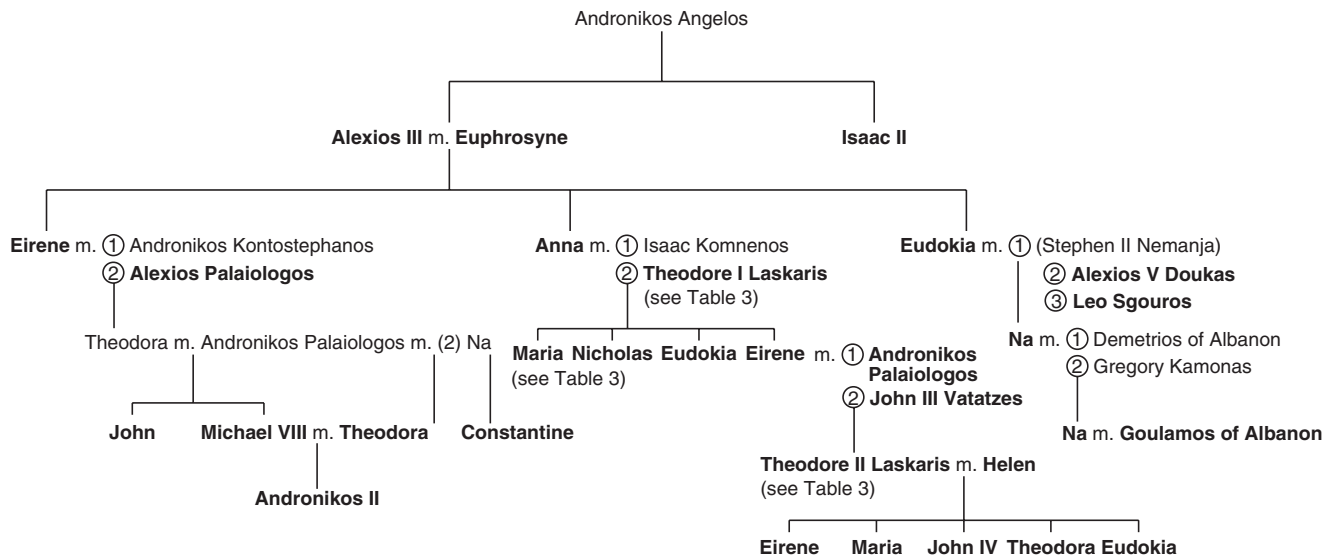 Andronikos Angelos
Alexios III m. Euphrosyne
Isaac II
Eirene m. ① Andronikos Kontostephanos
② Alexios Palaiologos
Anna m. ① Isaac Komnenos
② Theodore I Laskaris
(see Table 3)
Eudokia m. ① (Stephen II Nemanja)
② Alexios V Doukas
③ Leo Sgouros
Theodora m. Andronikos Palaiologos m. (2) Na
Maria Nicholas Eudokia Eirene m. ① Andronikos
Palaiologos
(see Table 3)
② John III Vatatzes
Na m. ① Demetrios of Albanon
② Gregory Kamonas
John
Michael VIII m. Theodora
Constantine
Na m. Goulamos of Albanon
Theodore II Laskaris m. Helen
(see Table 3)
Andronikos II
Eirene Maria John IV Theodora Eudokia